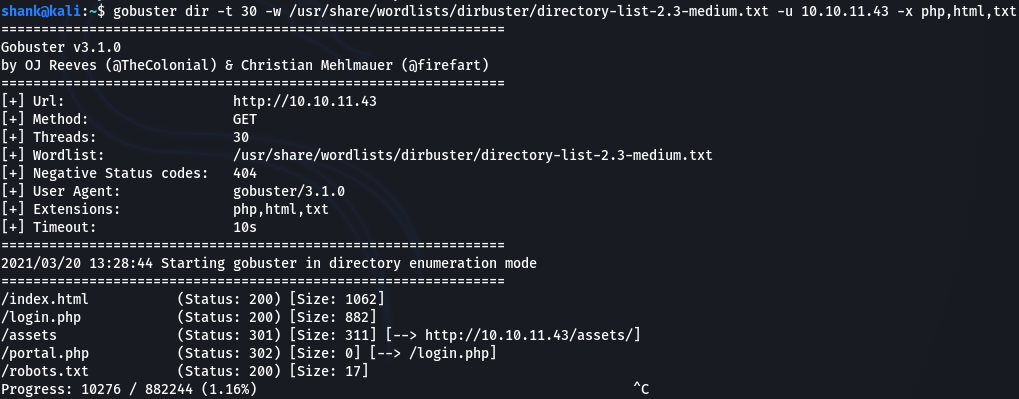 shank@kali:~$ gobuster dir -t 30 -w /usr/share/wordlists/dirbuster/directory-list-2.3-medium.txt -u 10.10.11.43 -x php,html,txt
===============================================================
Gobuster v3.1.0
by OJ Reeves (@TheColonial) & Christian Mehlmauer (@firefart)
===============================================================
[+] Url:                     http://10.10.11.43
[+] Method:                  GET
[+] Threads:                 30
[+] Wordlist:                /usr/share/wordlists/dirbuster/directory-list-2.3-medium.txt
[+] Negative Status codes:   404
[+] User Agent:              gobuster/3.1.0
[+] Extensions:              php,html,txt
[+] Timeout:                 10s
===============================================================
2021/03/20 13:28:44 Starting gobuster in directory enumeration mode
===============================================================
/index.html           (Status: 200) [Size: 1062]
/login.php            (Status: 200) [Size: 882]
/assets               (Status: 301) [Size: 311] [--> http://10.10.11.43/assets/]
/portal.php           (Status: 302) [Size: 0] [--> /login.php]
/robots.txt           (Status: 200) [Size: 17]
Progress: 10276 / 882244 (1.16%)                                               ^C